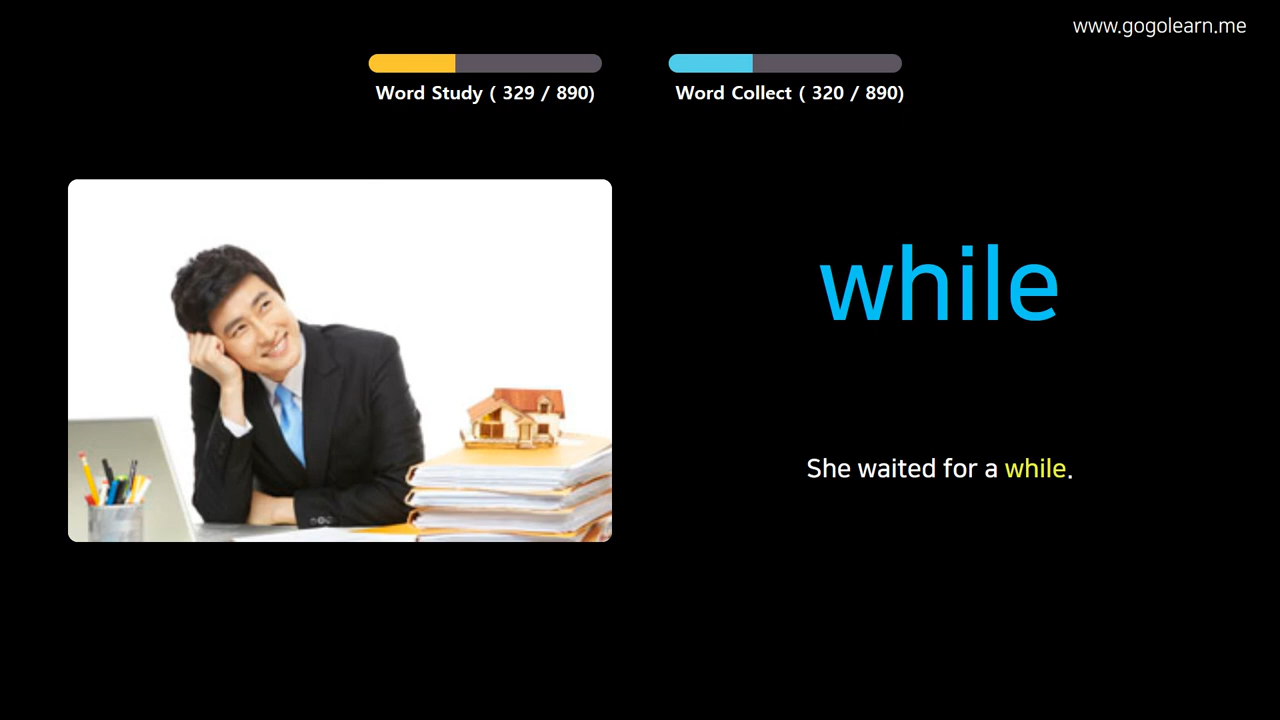 www.gogolearn.me
Word Study ( 329 / 890)
Word Collect ( 320 / 890)
while
She waited for a while.